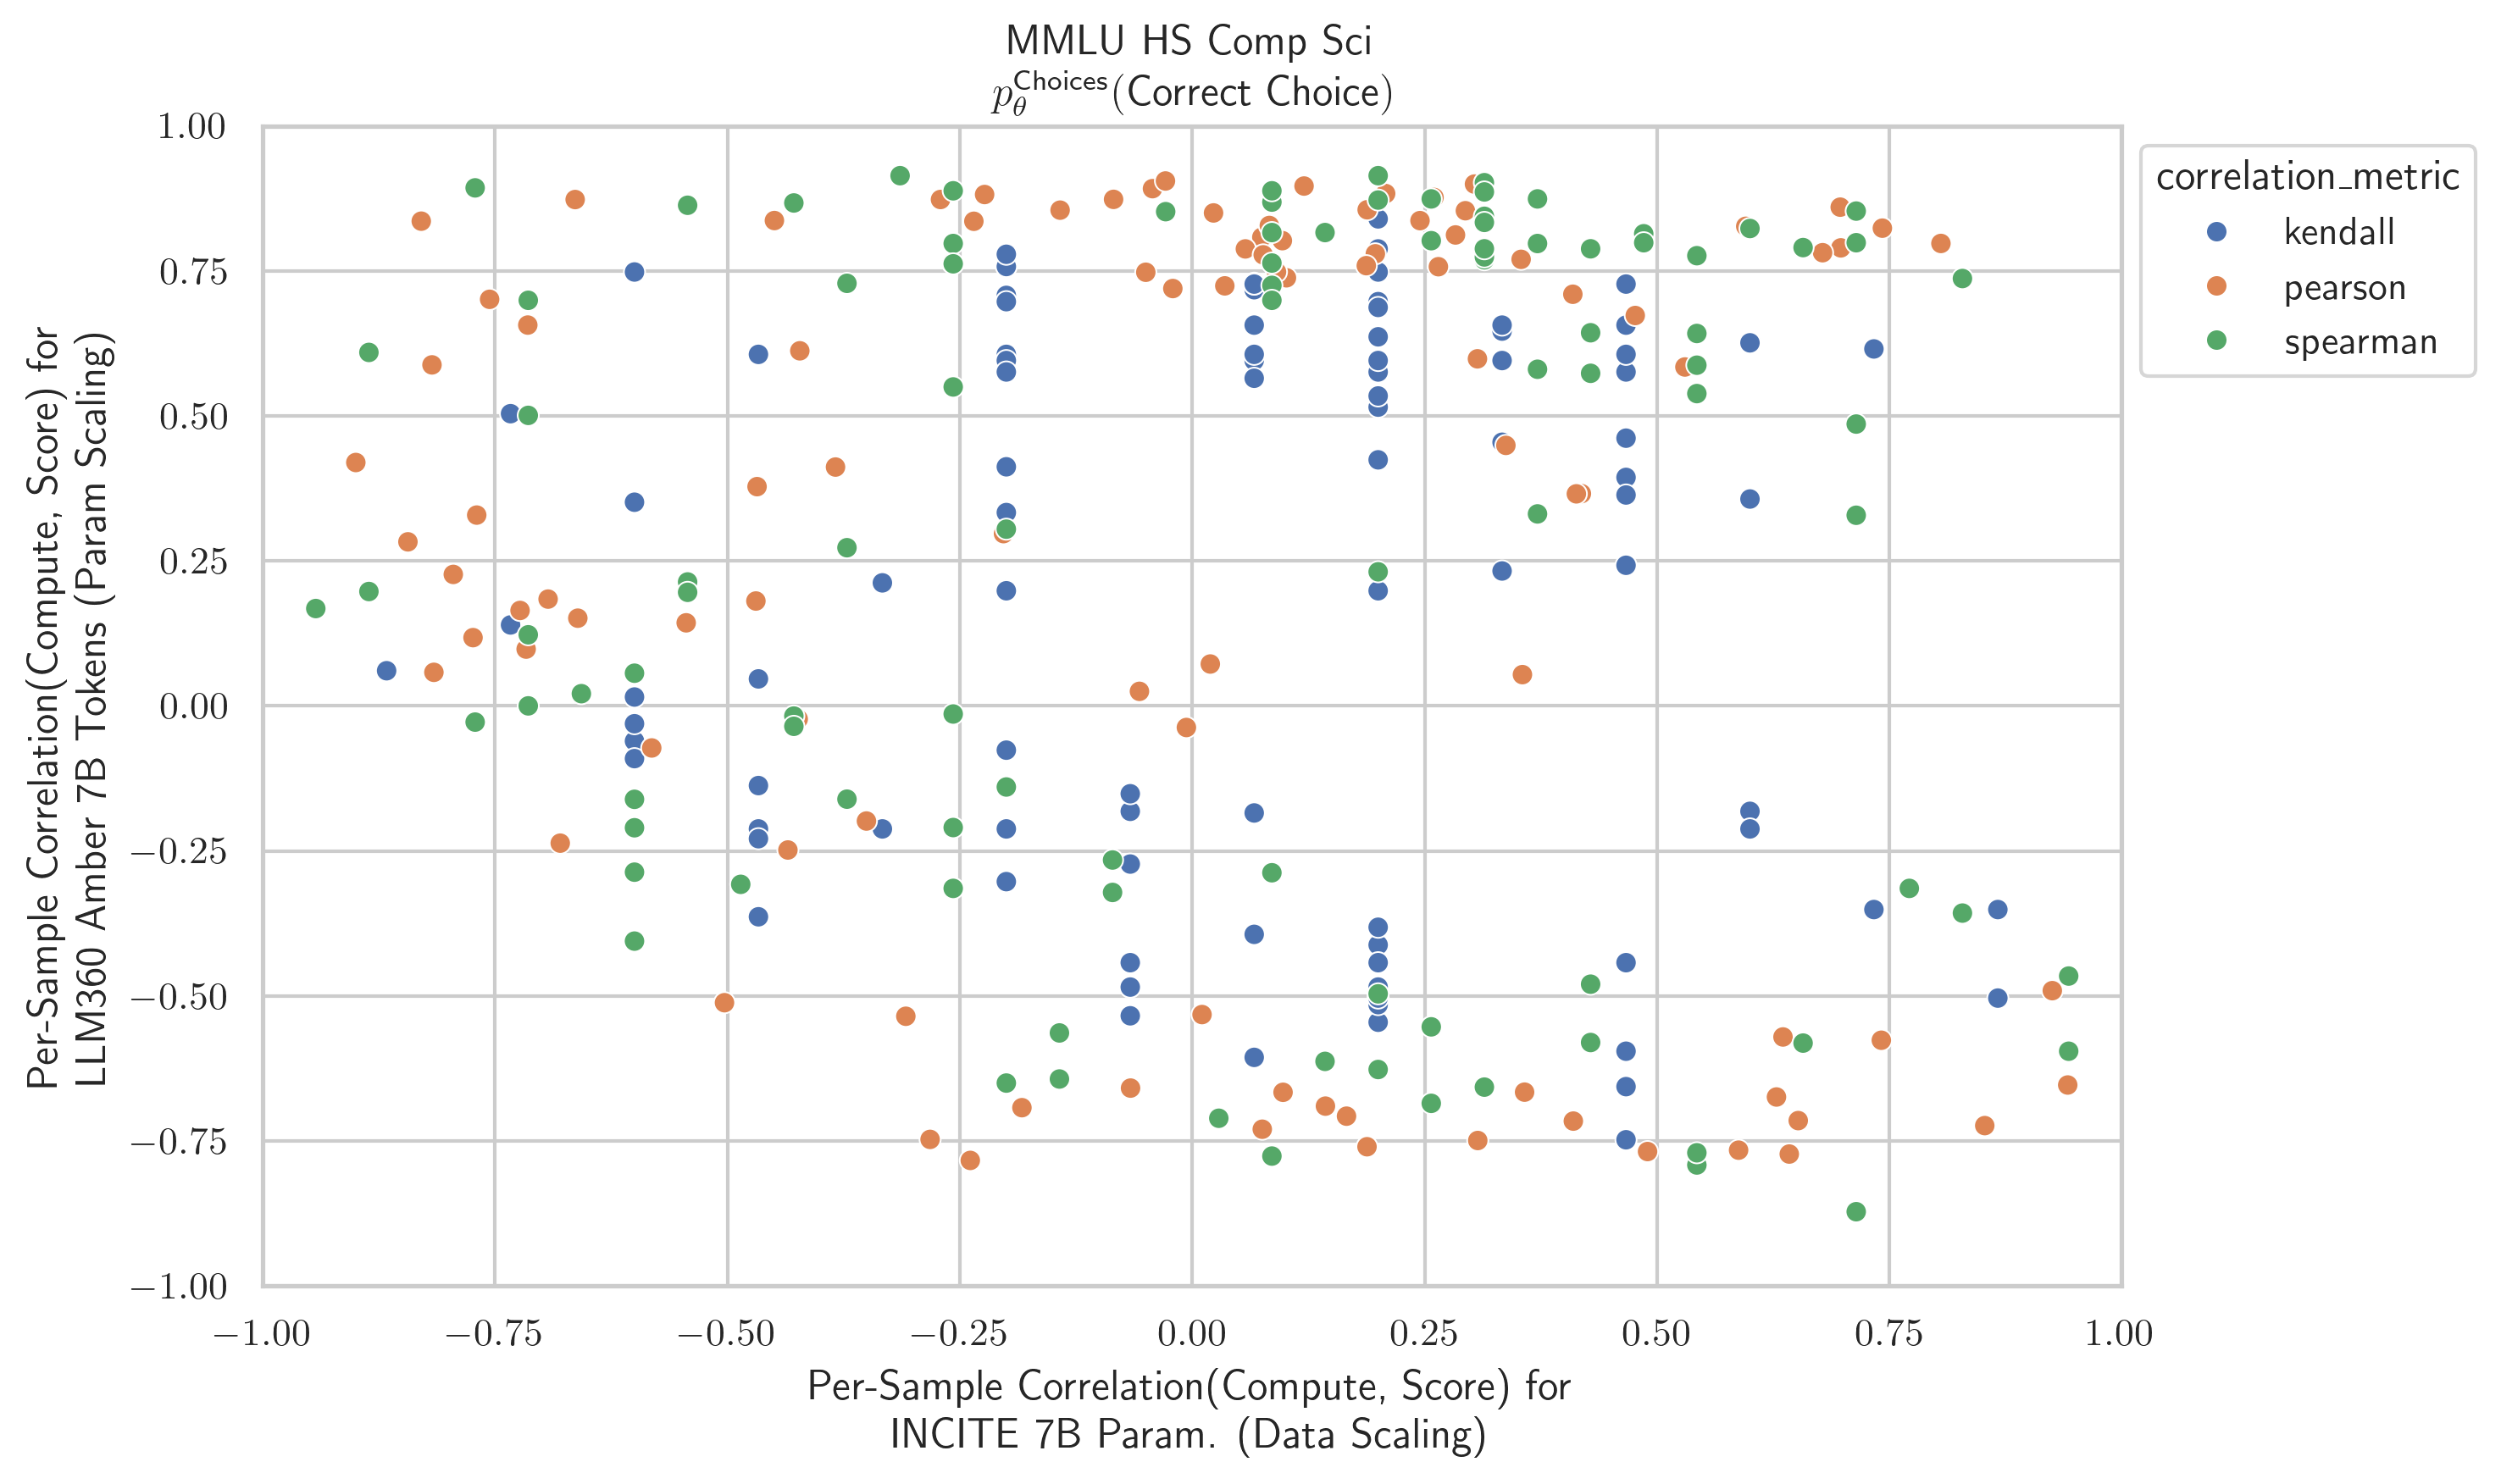 MMLU HS Comp Sci
p_θ^Choices(Correct Choice)
Per-Sample Correlation(Compute, Score) for
LLM360 Amber 7B Tokens (Param Scaling)
1.00
0.75
0.50
0.25
0.00
−0.25
−0.50
−0.75
−1.00
correlation_metric
kendall
pearson
spearman
−1.00
−0.75
−0.50
−0.25
0.00
0.25
0.50
0.75
1.00
Per-Sample Correlation(Compute, Score) for
INCITE 7B Param. (Data Scaling)